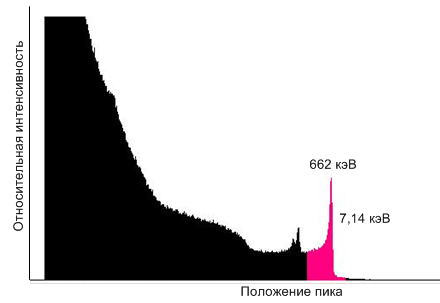 Относительная интенсивность
662 кэВ
7,14 кэВ
Положение пика